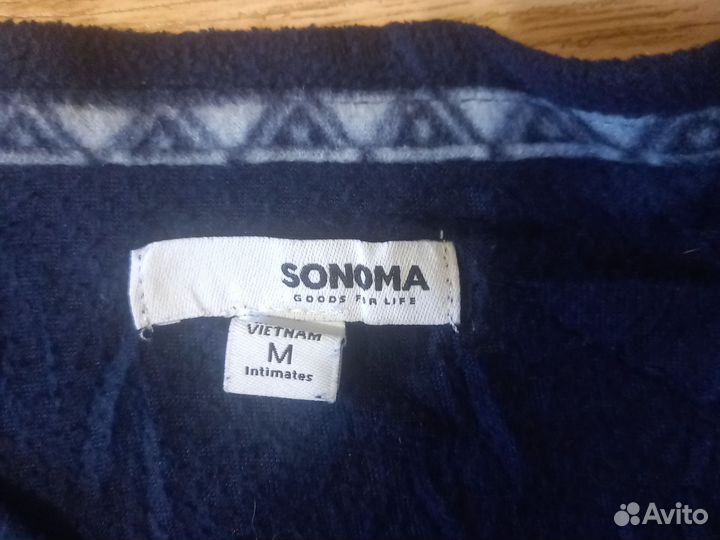 SONOMA
GOODS FOR LIFE
VIETNAM
M
Intimates
Avito